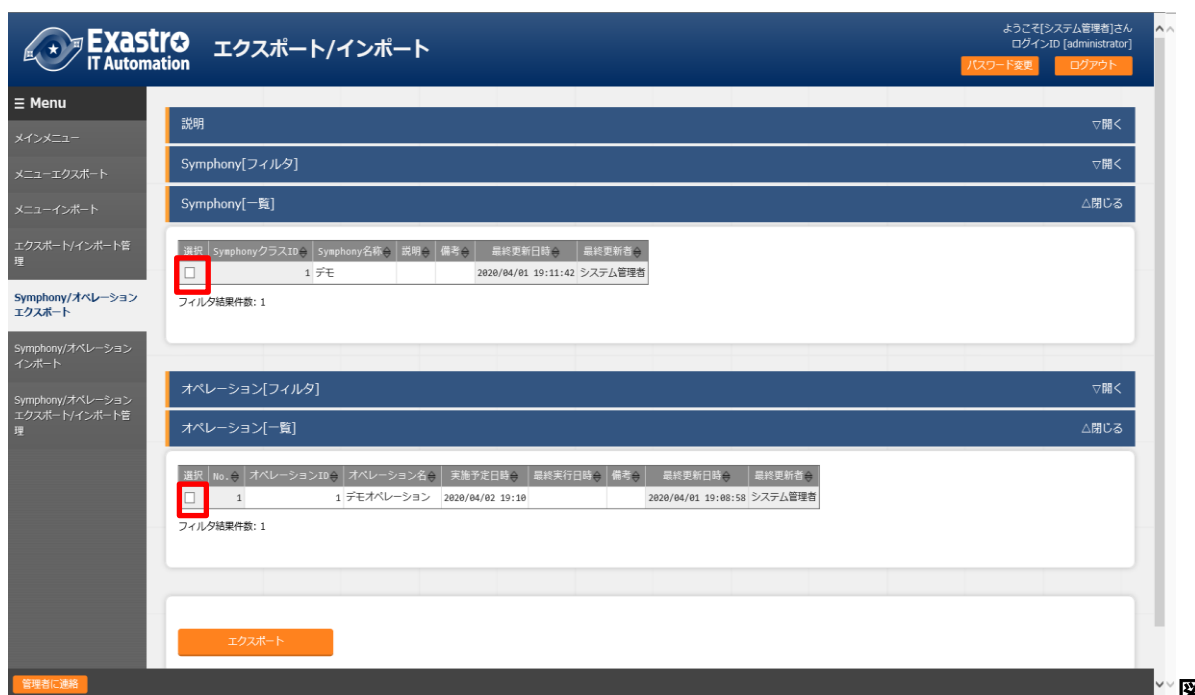 Exastro
IT Automation
エクスポート/インポート
ようこそ[システム管理者]さん
ログインID [administrator]
パスワード変更 ログアウト
☰ Menu
メインメニュー
メニューエクスポート
メニューインポート
エクスポート/インポート管
理
Symphony/オペレーション
エクスポート
Symphony/オペレーション
インポート
Symphony/オペレーション
エクスポート/インポート管
理
説明 ▽開く
Symphony[フィルタ] ▽開く
Symphony[一覧] △閉じる
選択 SymphonyクラスID Symphony名称 説明 備考 最終更新日時 最終更新者
1 デモ 2020/04/01 19:11:42 システム管理者
フィルタ結果件数: 1
オペレーション[フィルタ] ▽開く
オペレーション[一覧] △閉じる
選択 No. オペレーションID オペレーション名 実施予定日時 最終実行日時 備考 最終更新日時 最終更新者
1 1 デモオペレーション 2020/04/02 19:10 2020/04/01 19:08:58 システム管理者
フィルタ結果件数: 1
エクスポート
管理者に連絡